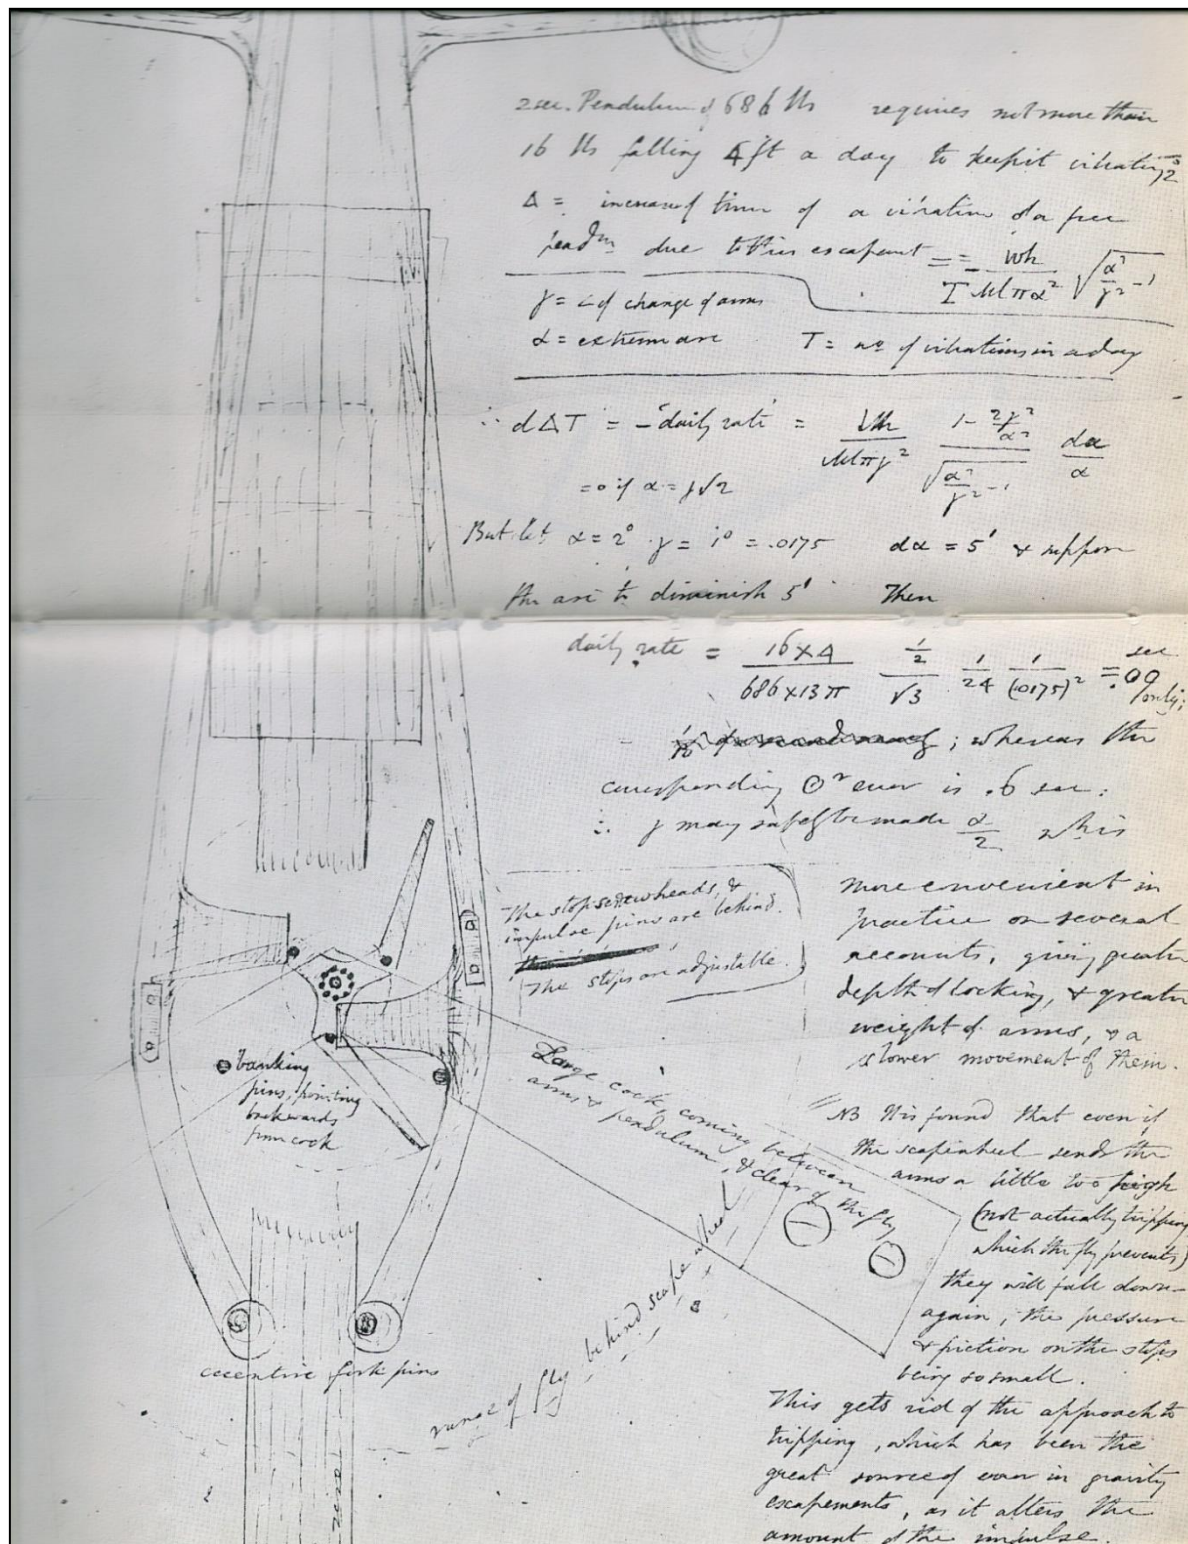 2 sec. Pendulum of 686 lbs requires not more than
16 lbs falling 4 ft a day to keep it vibrating 2°
Δ = increase of time of a vibration of a free
pendm due to this escapemt = = Wh / T Ml π α² √(α²/γ² - 1)
γ = ∠ of change of arms
α = extreme arc T = no of vibrations in a day
∴ dΔT = - 'daily rate' = Wh / Ml π γ² (1 - 2γ²/α²) / √(α²/γ² - 1) dα/α
= 0 if α = γ√2
But let α = 2° γ = 1° = .0175 dα = 5' & suppose
the arc to diminish 5' Then
daily rate = 16 × 4 / 686 × 13 π ½ / √3 1/24 1/(.0175)² = sec
only;
; whereas the
corresponding error is .6 sec:
∴ γ may safely be made α/2 wh is
more convenient in
practice on several
accounts, giving greater
depth of locking, & greater
weight of arms, & a
slower movement of them.
The stop screw heads, &
impulse pins are behind.
The stops are adjustable.
banking
pins, pointing
backwards
from cock
Large cock, coming between
arms & pendulum, & clear of the fly
NB It is found that even if
the scapewheel sends the
arms a little too high
(not actually tripping
which the fly prevents)
they will fall down
again, the pressure
& friction on the stops
being so small.
This gets rid of the approach to
tripping, which has been the
great source of error in gravity
escapements, as it alters the
amount of the impulse.
range of fly behind scape wheel
eccentric fork pins
zero